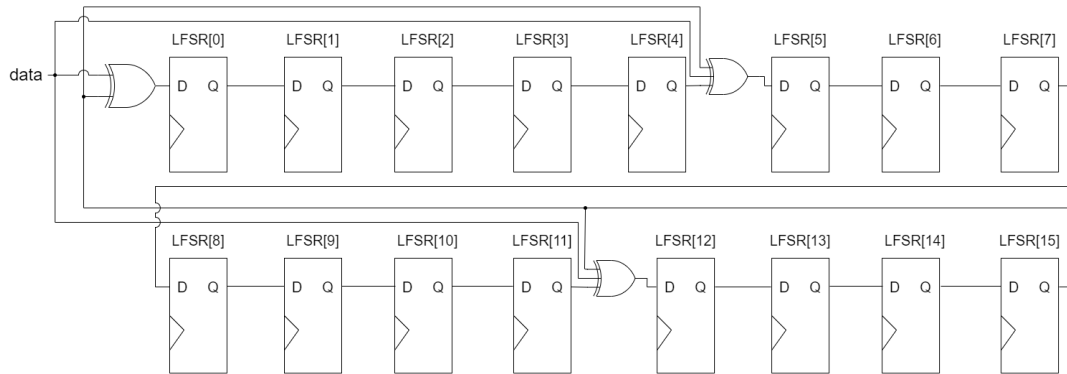 LFSR[0] LFSR[1] LFSR[2] LFSR[3] LFSR[4] LFSR[5] LFSR[6] LFSR[7]
data
D Q D Q D Q D Q D Q D Q D Q D Q
LFSR[8] LFSR[9] LFSR[10] LFSR[11] LFSR[12] LFSR[13] LFSR[14] LFSR[15]
D Q D Q D Q D Q D Q D Q D Q D Q